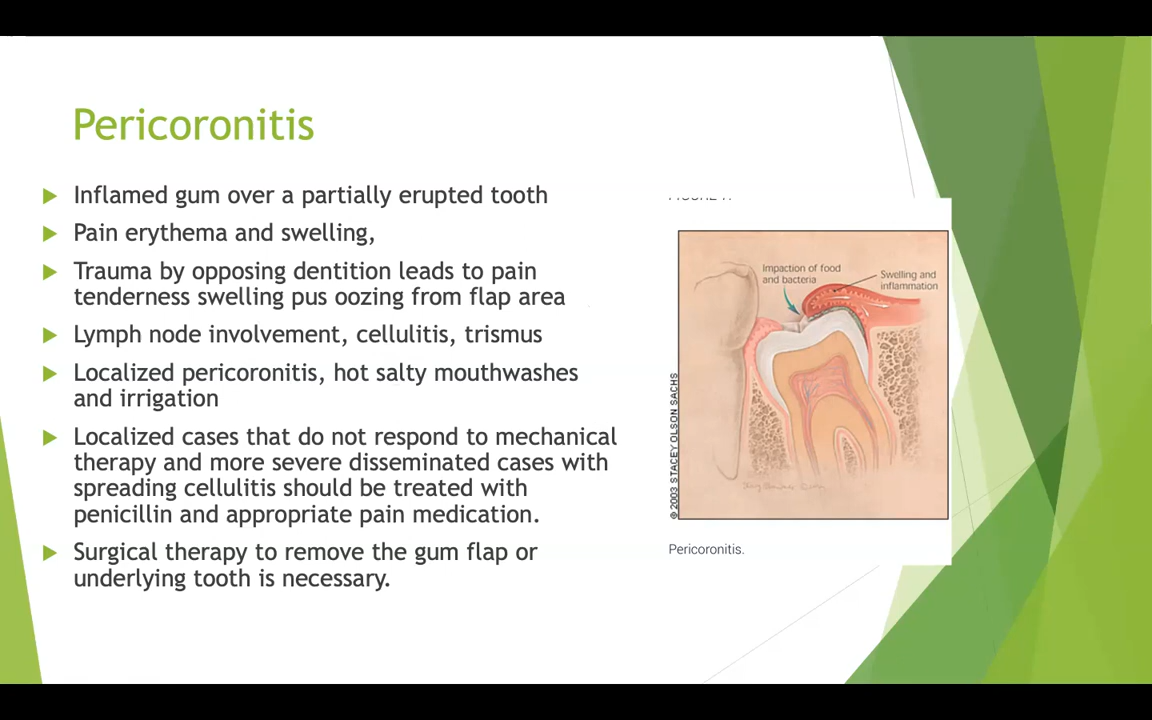 Pericoronitis
Inflamed gum over a partially erupted tooth
Pain erythema and swelling,
Trauma by opposing dentition leads to pain
tenderness swelling pus oozing from flap area
Lymph node involvement, cellulitis, trismus
Localized pericoronitis, hot salty mouthwashes
and irrigation
Localized cases that do not respond to mechanical
therapy and more severe disseminated cases with
spreading cellulitis should be treated with
penicillin and appropriate pain medication.
Surgical therapy to remove the gum flap or
underlying tooth is necessary.
Impaction of food
and bacteria
Swelling and
inflammation
© 2003 STACEY OLSON SACHS
Pericoronitis.